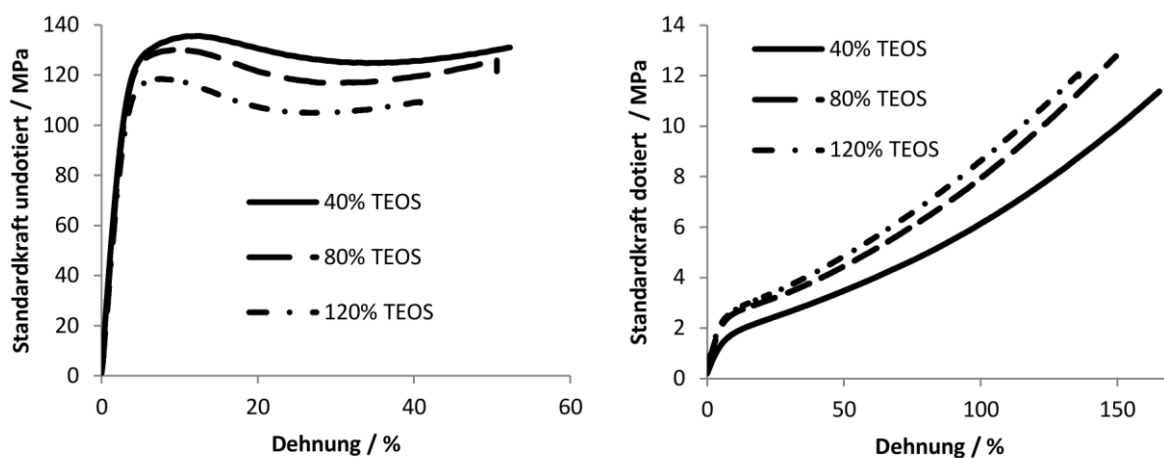 Standardkraft undotiert / MPa
140
120
100
80
60
40
20
0
40% TEOS
80% TEOS
120% TEOS
0 20 40 60
Dehnung / %
Standardkraft dotiert / MPa
14
12
10
8
6
4
2
0
40% TEOS
80% TEOS
120% TEOS
0 50 100 150
Dehnung / %